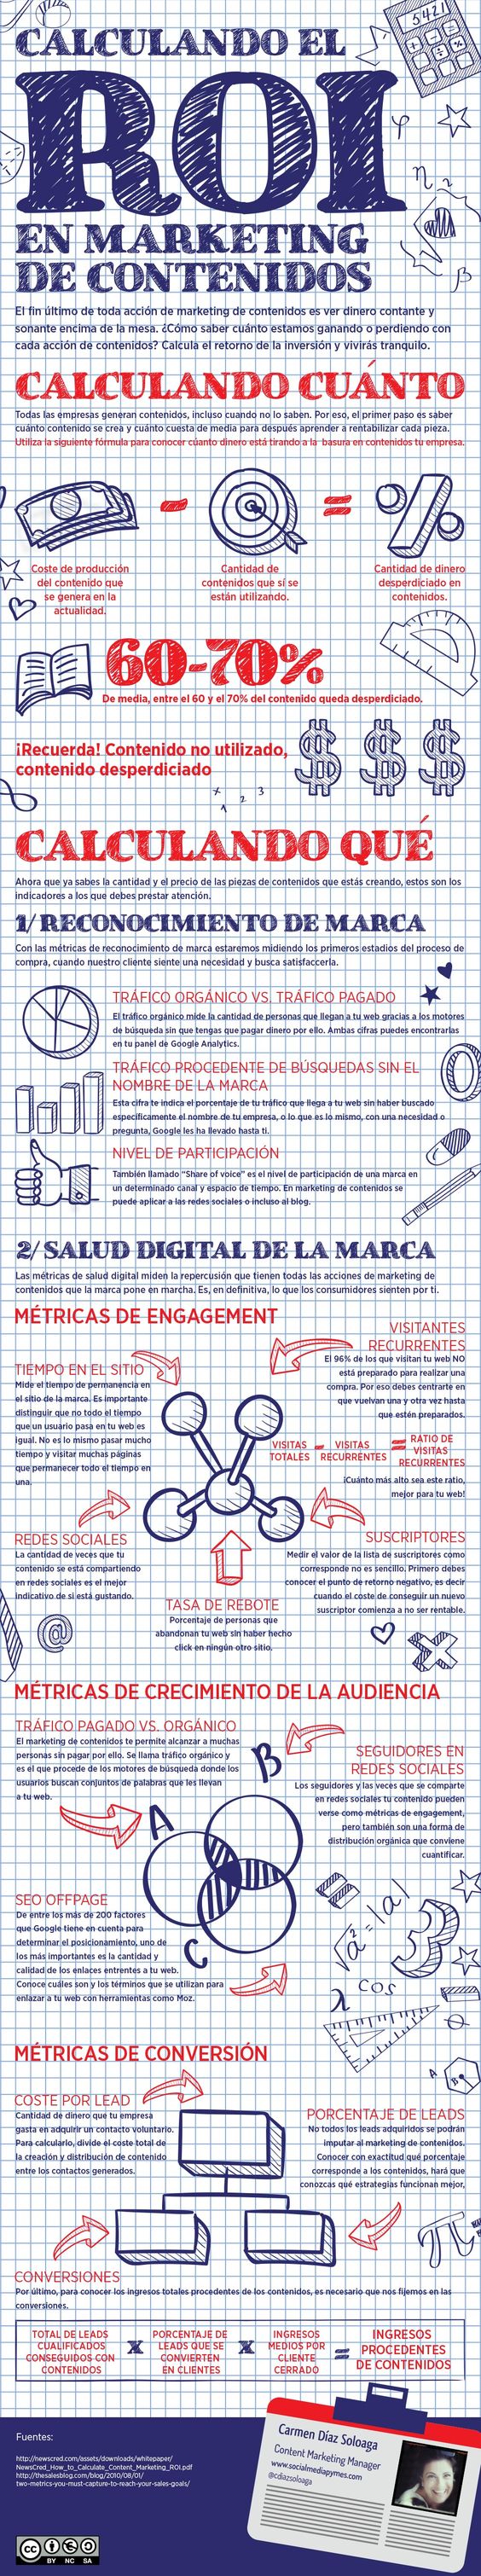 5421
CALCULANDO EL
ROI
EN MARKETING
DE CONTENIDOS
El fin último de toda acción de marketing de contenidos es ver dinero contante y
sonante encima de la mesa. ¿Cómo saber cuánto estamos ganando o perdiendo con
cada acción de contenidos? Calcula el retorno de la inversión y vivirás tranquilo.
CALCULANDO CUÁNTO
Todas las empresas generan contenidos, incluso cuando no lo saben. Por eso, el primer paso es saber
cuánto contenido se crea y cuánto cuesta de media para después aprender a rentabilizar cada pieza.
Utiliza la siguiente fórmula para conocer cúanto dinero está tirando a la basura en contenidos tu empresa.
- = %
Coste de producción
del contenido que
se genera en la
actualidad.
Cantidad de
contenidos que sí se
están utilizando.
Cantidad de dinero
desperdiciado en
contenidos.
60-70%
De media, entre el 60 y el 70% del contenido queda desperdiciado.
¡Recuerda! Contenido no utilizado,
contenido desperdiciado
$ $ $
x 1 2 3
CALCULANDO QUÉ
Ahora que ya sabes la cantidad y el precio de las piezas de contenidos que estás creando, estos son los
indicadores a los que debes prestar atención.
1/ RECONOCIMIENTO DE MARCA
Con las métricas de reconocimiento de marca estaremos midiendo los primeros estadios del proceso de
compra, cuando nuestro cliente siente una necesidad y busca satisfaccerla.
TRÁFICO ORGÁNICO VS. TRÁFICO PAGADO
El tráfico orgánico mide la cantidad de personas que llegan a tu web gracias a los motores
de búsqueda sin que tengas que pagar dinero por ello. Ambas cifras puedes encontrarlas
en tu panel de Google Analytics.
TRÁFICO PROCEDENTE DE BÚSQUEDAS SIN EL
NOMBRE DE LA MARCA
Esta cifra te indica el porcentaje de tu tráfico que llega a tu web sin haber buscado
específicamente el nombre de tu empresa, o lo que es lo mismo, con una necesidad o
pregunta, Google les ha llevado hasta ti.
NIVEL DE PARTICIPACIÓN
También llamado "Share of voice" es el nivel de participación de una marca en
un determinado canal y espacio de tiempo. En marketing de contenidos se
puede aplicar a las redes sociales o incluso al blog.
2/ SALUD DIGITAL DE LA MARCA
Las métricas de salud digital miden la repercusión que tienen todas las acciones de marketing de
contenidos que la marca pone en marcha. Es, en definitiva, lo que los consumidores sienten por ti.
MÉTRICAS DE ENGAGEMENT
VISITANTES
RECURRENTES
El 96% de los que visitan tu web NO
está preparado para realizar una
compra. Por eso debes centrarte en
que vuelvan una y otra vez hasta
que estén preparados.
TIEMPO EN EL SITIO
Mide el tiempo de permanencia en
el sitio de la marca. Es importante
distinguir que no todo el tiempo
que un usuario pasa en tu web es
igual. No es lo mismo pasar mucho
tiempo y visitar muchas páginas
que permanecer todo el tiempo en
una.
VISITAS
TOTALES
-
VISITAS
RECURRENTES
=
RATIO DE
VISITAS
RECURRENTES
¡Cuánto más alto sea este ratio,
mejor para tu web!
REDES SOCIALES
La cantidad de veces que tu
contenido se está compartiendo
en redes sociales es el mejor
indicativo de si está gustando.
SUSCRIPTORES
Medir el valor de la lista de suscriptores como
corresponde no es sencillo. Primero debes
conocer el punto de retorno negativo, es decir
cuando el coste de conseguir un nuevo
suscriptor comienza a no ser rentable.
TASA DE REBOTE
Porcentaje de personas que
abandonan tu web sin haber hecho
click en ningún otro sitio.
@
MÉTRICAS DE CRECIMIENTO DE LA AUDIENCIA
TRÁFICO PAGADO VS. ORGÁNICO
El marketing de contenidos te permite alcanzar a muchas
personas sin pagar por ello. Se llama tráfico orgánico y
es el que procede de los motores de búsqueda donde los
usuarios buscan conjuntos de palabras que les llevan
a tu web.
SEGUIDORES EN
REDES SOCIALES
Los seguidores y las veces que se comparte
en redes sociales tu contenido pueden
verse como métricas de engagement,
pero también son una forma de
distribución orgánica que conviene
cuantificar.
A
B
C
SEO OFFPAGE
De entre los más de 200 factores
que Google tiene en cuenta para
determinar el posicionamiento, uno de
los más importantes es la cantidad y
calidad de los enlaces entrantes a tu web.
Conoce cuáles son y los términos que se utilizan para
enlazar a tu web con herramientas como Moz.
√a² = |a|
3
λ cos
MÉTRICAS DE CONVERSIÓN
COSTE POR LEAD
Cantidad de dinero que tu empresa
gasta en adquirir un contacto voluntario.
Para calcularlo, divide el coste total de
la creación y distribución de contenido
entre los contactos generados.
PORCENTAJE DE LEADS
No todos los leads adquiridos se podrán
imputar al marketing de contenidos.
Conocer con exactitud qué porcentaje
corresponde a los contenidos, hará que
conozcas qué estrategias funcionan mejor,
π
CONVERSIONES
Por último, para conocer los ingresos totales procedentes de los contenidos, es necesario que nos fijemos en las
conversiones.
TOTAL DE LEADS
CUALIFICADOS
CONSEGUIDOS CON
CONTENIDOS
X
PORCENTAJE DE
LEADS QUE SE
CONVIERTEN
EN CLIENTES
X
INGRESOS
MEDIOS POR
CLIENTE
CERRADO
=
INGRESOS
PROCEDENTES
DE CONTENIDOS
Fuentes:
http://newscred.com/assets/downloads/whitepaper/
NewsCred_How_to_Calculate_Content_Marketing_ROI.pdf
http://thesalesblog.com/blog/2010/08/01/
two-metrics-you-must-capture-to-reach-your-sales-goals/
Carmen Díaz Soloaga
Content Marketing Manager
www.socialmediapymes.com
@cdiazsoloaga
cc
BY NC SA